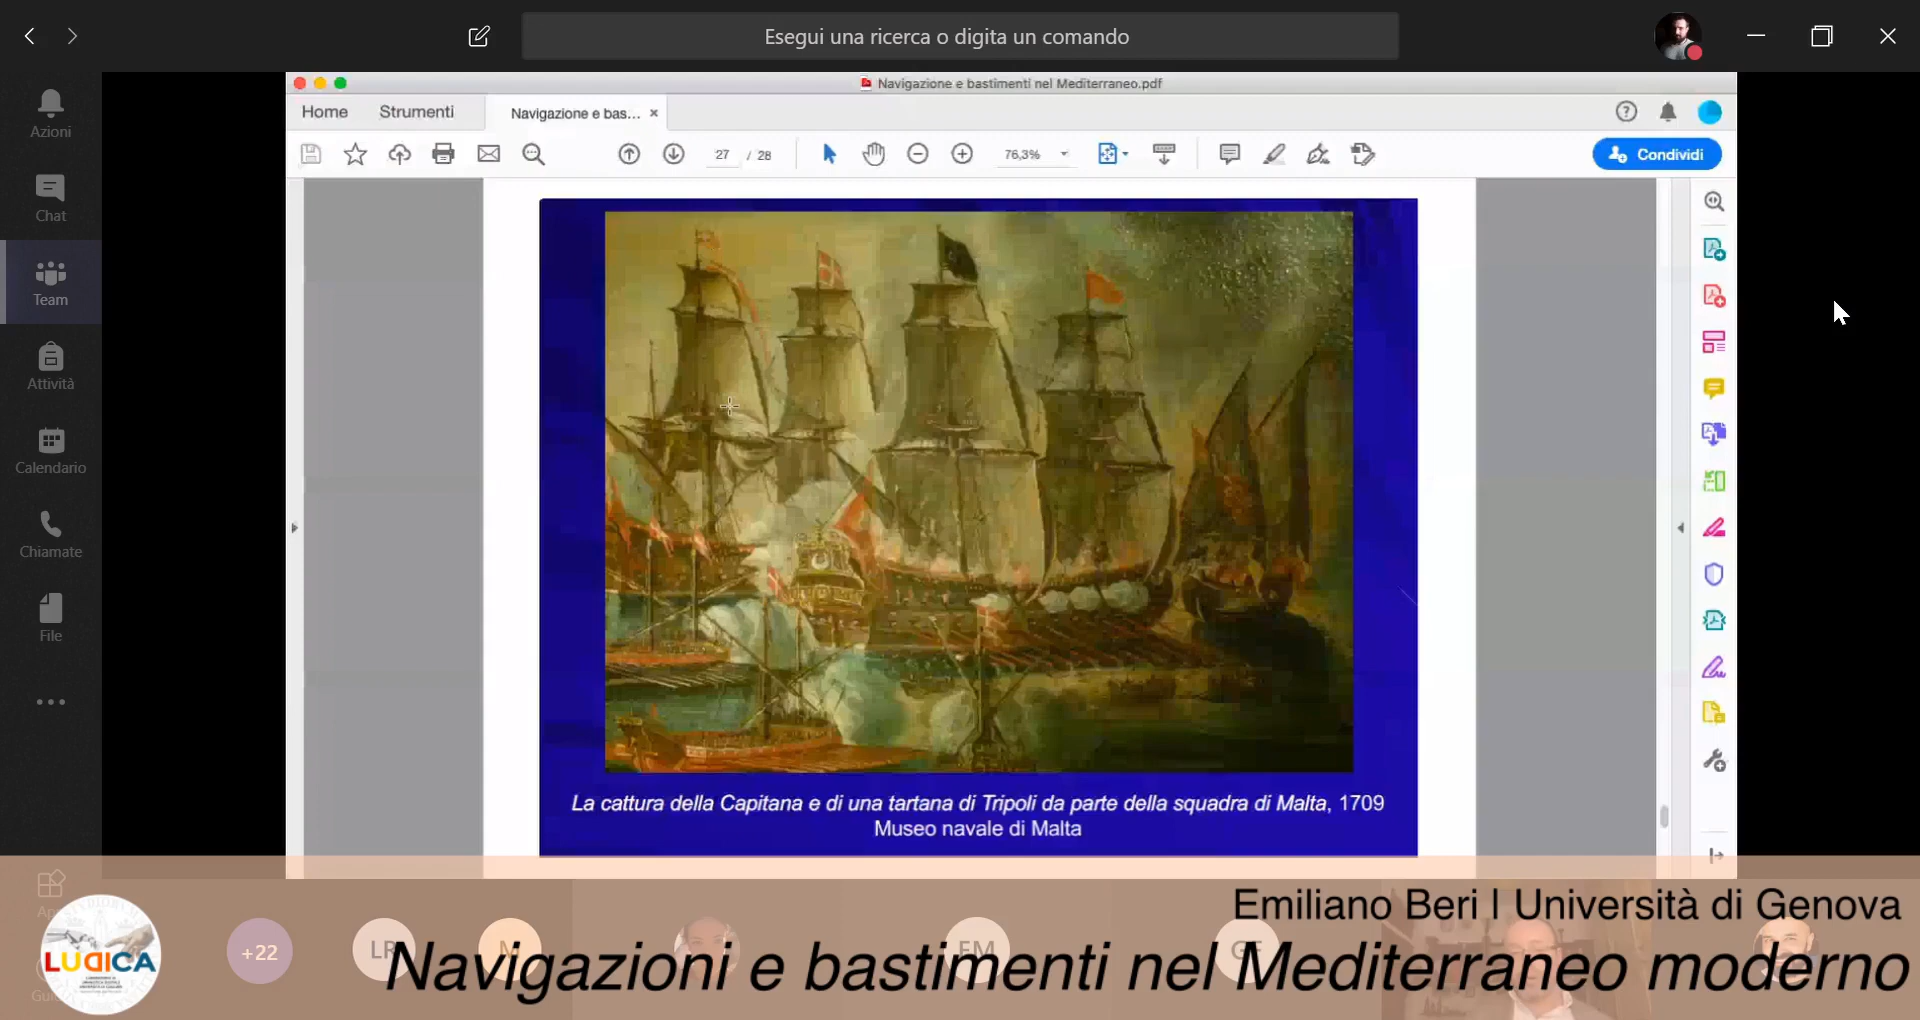 Esegui una ricerca o digita un comando
Azioni
Chat
Team
Attività
Calendario
Chiamate
File
Navigazione e bastimenti nel Mediterraneo.pdf
Home Strumenti Navigazione e bas... ×
27 / 28 76,3% Condividi
La cattura della Capitana e di una tartana di Tripoli da parte della squadra di Malta, 1709
Museo navale di Malta
Emiliano Beri | Università di Genova
+22
Navigazioni e bastimenti nel Mediterraneo moderno
LUDICA